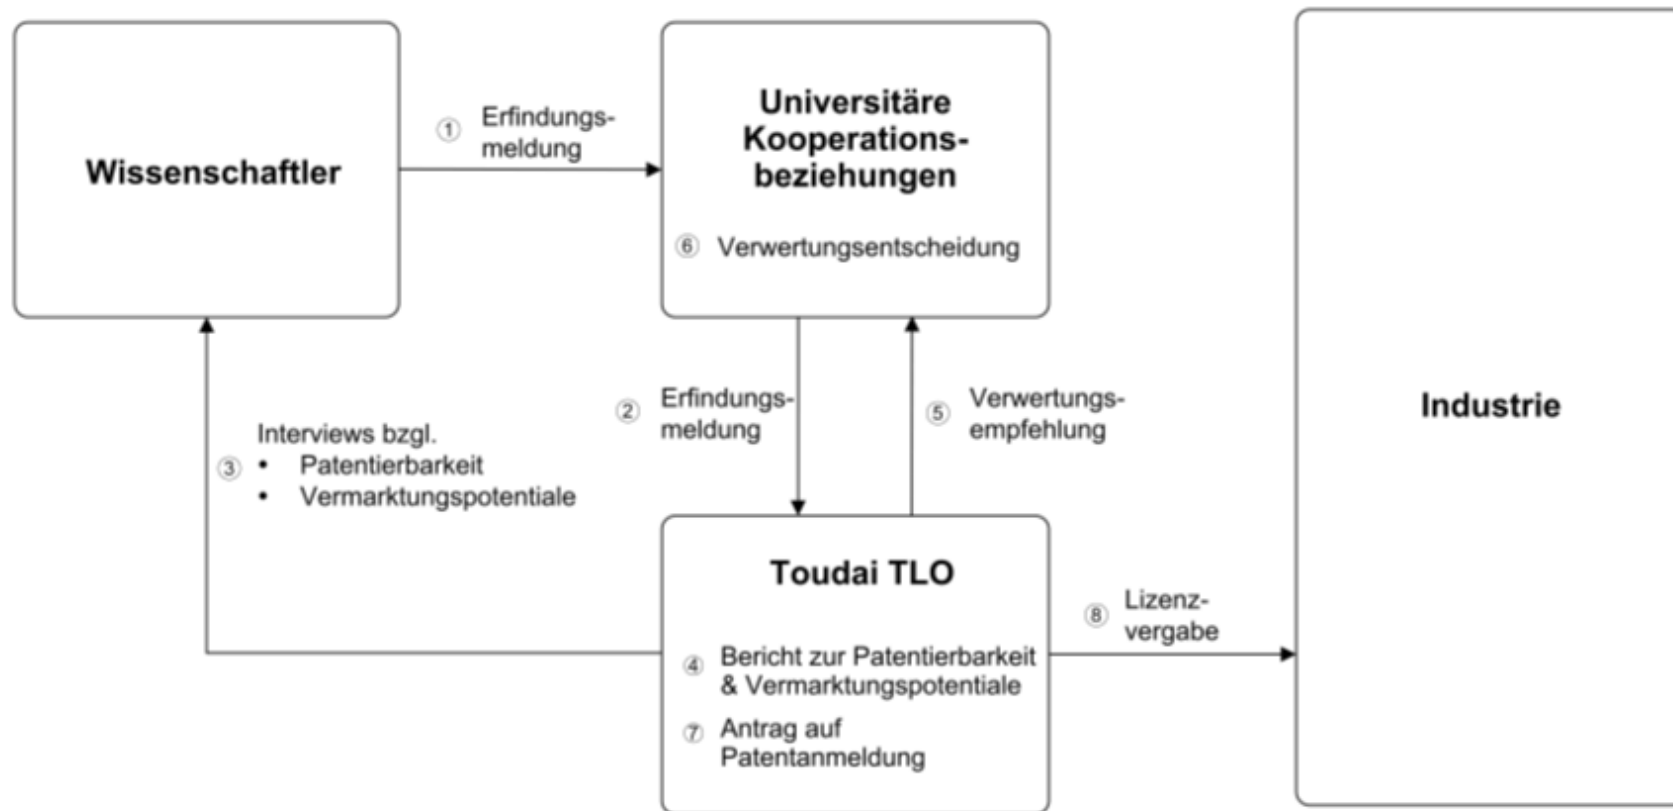 Wissenschaftler
① Erfindungs-
meldung
Universitäre
Kooperations-
beziehungen
⑥ Verwertungsentscheidung
② Erfindungs-
meldung
⑤ Verwertungs-
empfehlung
Interviews bzgl.
③ • Patentierbarkeit
• Vermarktungspotentiale
Toudai TLO
④ Bericht zur Patentierbarkeit
& Vermarktungspotentiale
⑦ Antrag auf
Patentanmeldung
⑧ Lizenz-
vergabe
Industrie